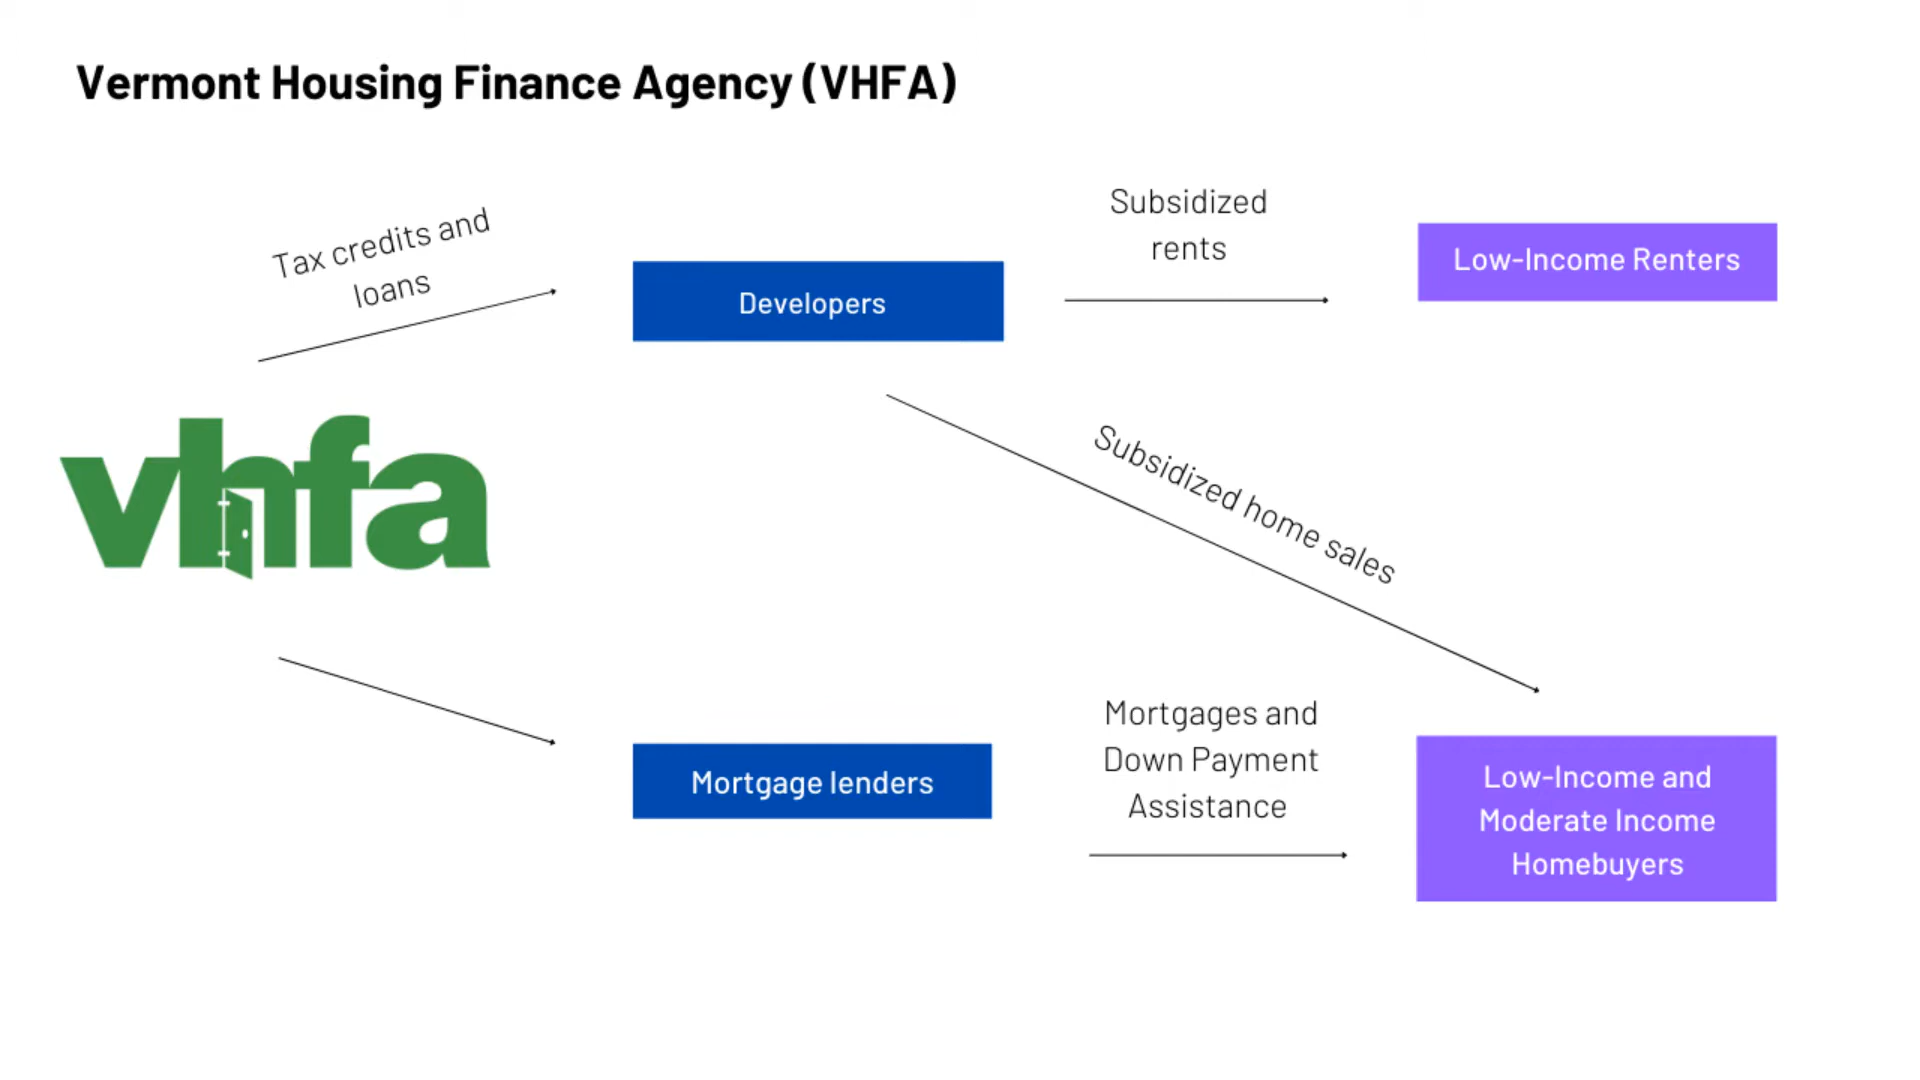 Vermont Housing Finance Agency (VHFA)
Tax credits and
loans
Subsidized
rents
Low-Income Renters
Developers
vhfa
Subsidized home sales
Mortgage lenders
Mortgages and
Down Payment
Assistance
Low-Income and
Moderate Income
Homebuyers